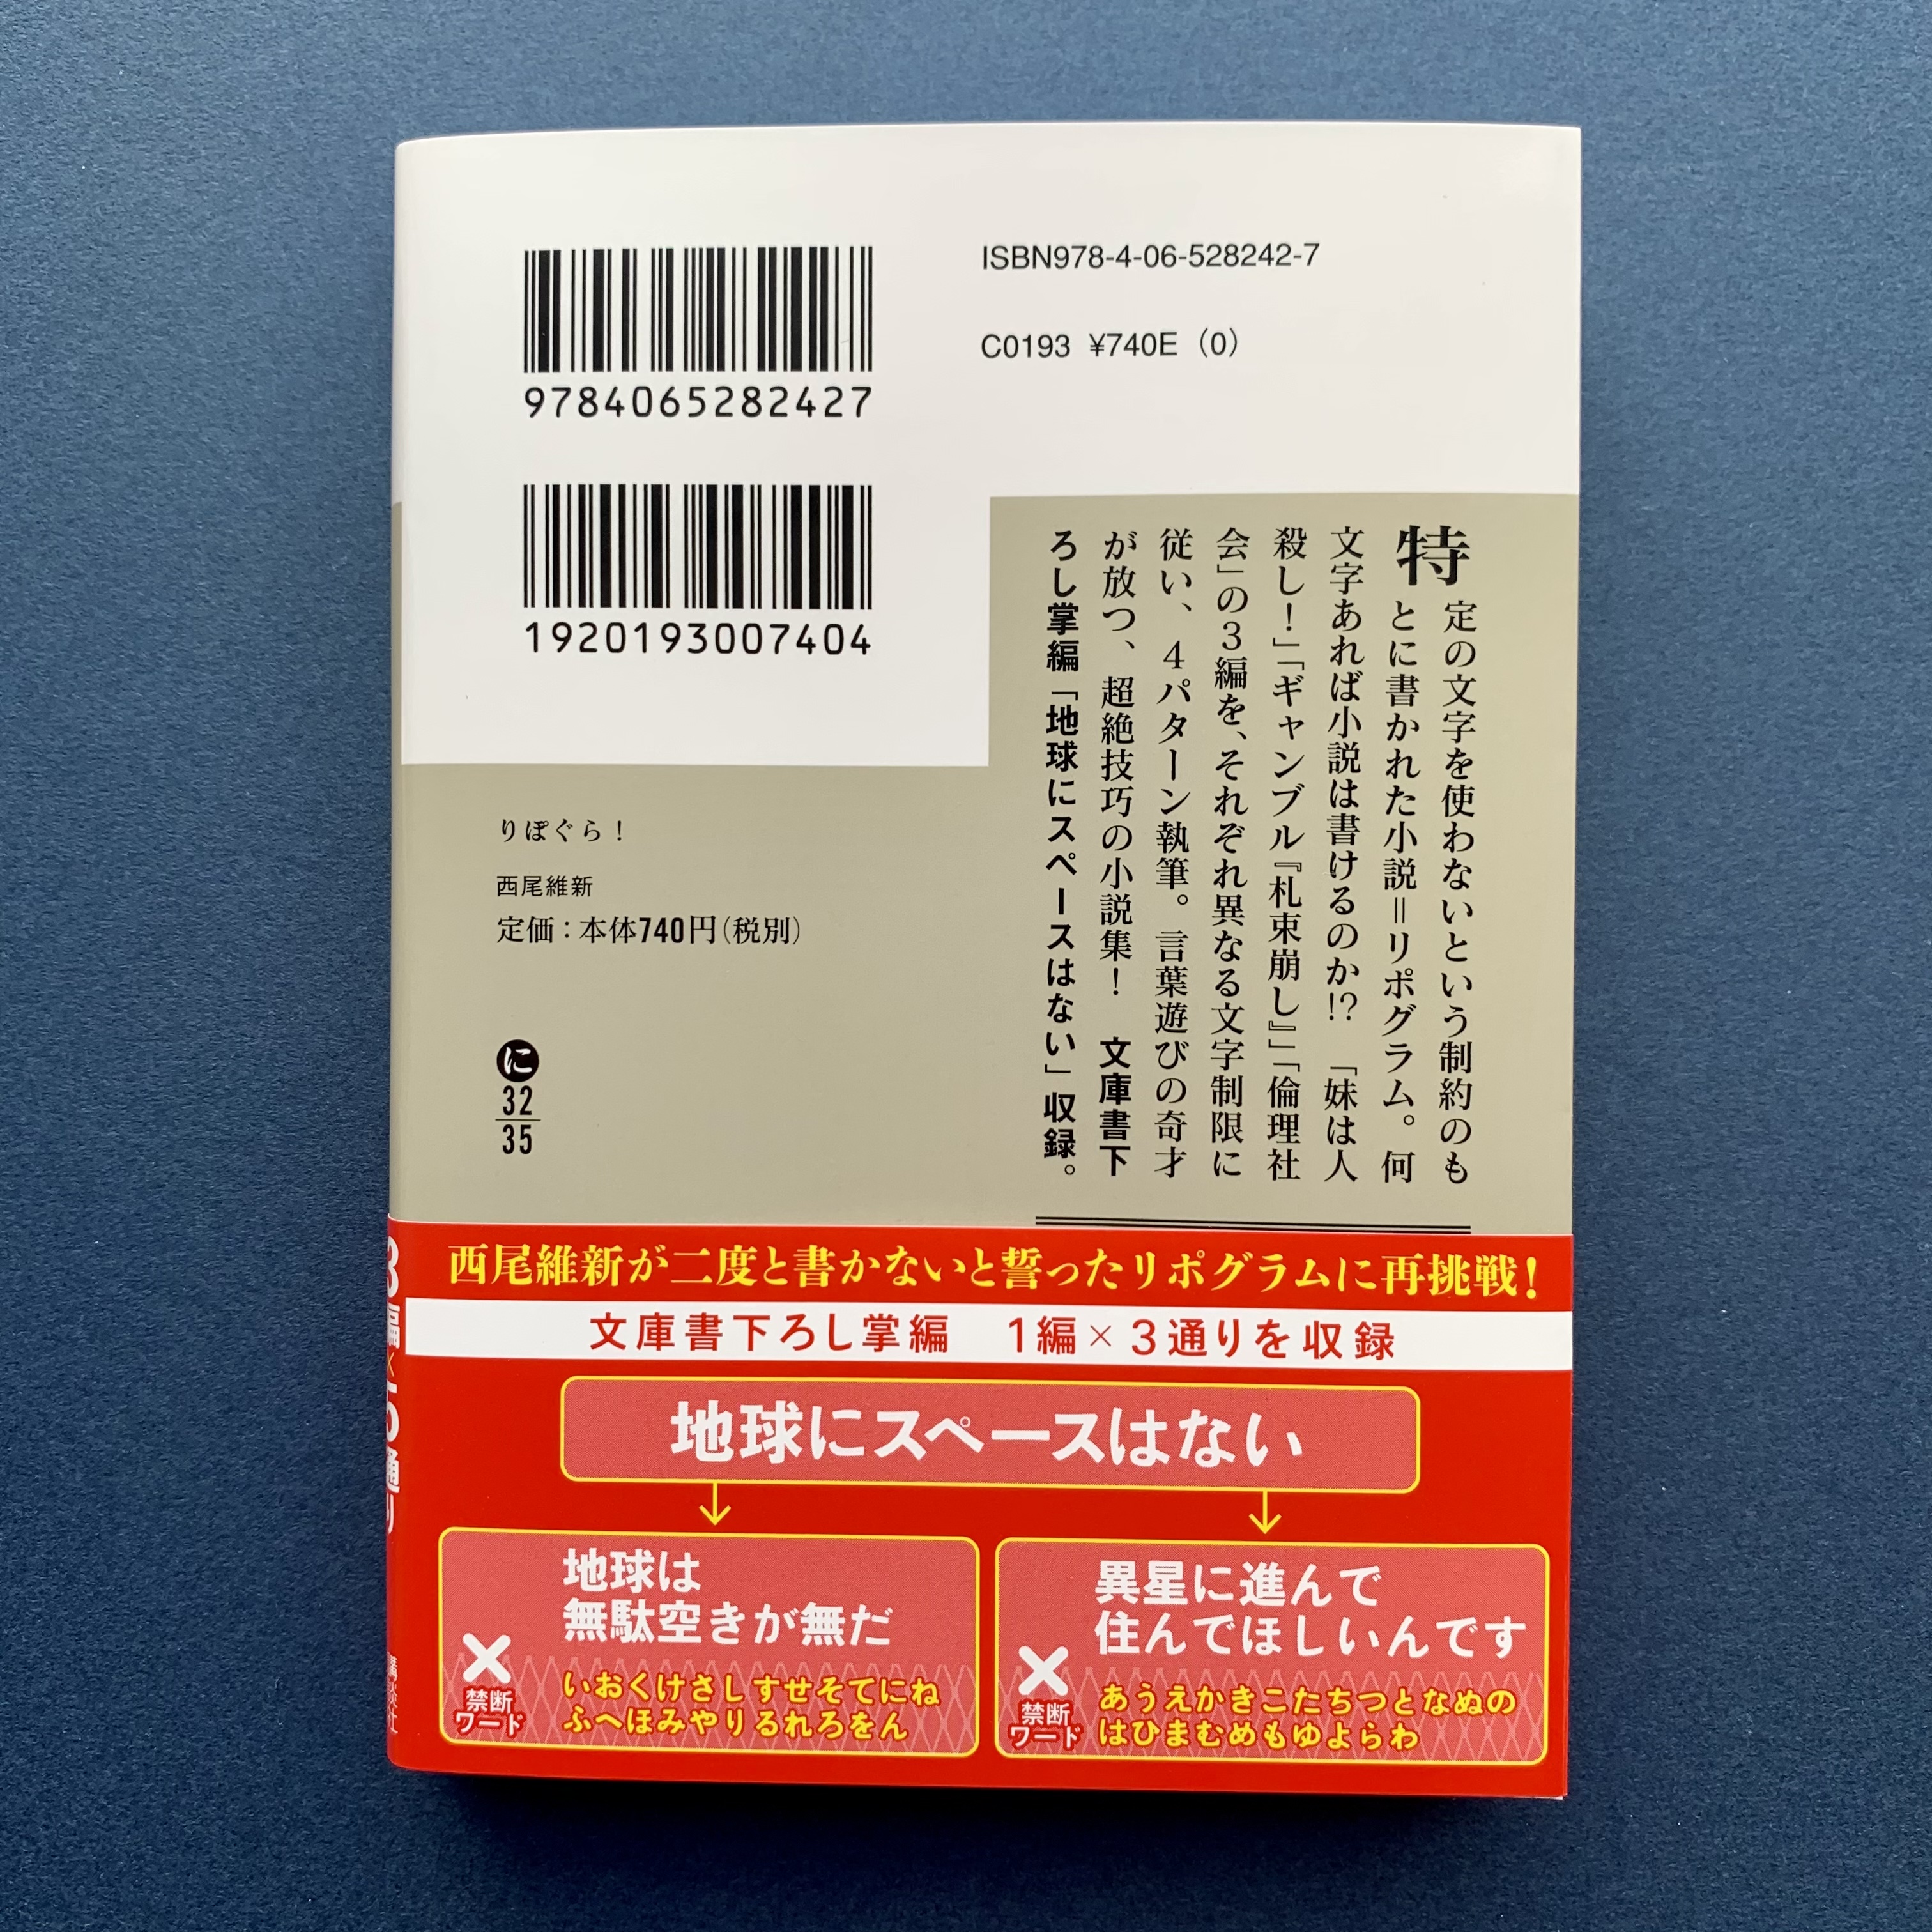 9784065282427
1920193007404
ISBN978-4-06-528242-7
C0193 ¥740E (0)
特定の文字を使わないという制約のも
とに書かれた小説＝リポグラム。何
文字あれば小説は書けるのか!? 「妹は人
殺し！」「ギャンブル『札束崩し』」「倫理社
会」の3編を、それぞれ異なる文字制限に
従い、4パターン執筆。言葉遊びの奇才
が放つ、超絶技巧の小説集！ 文庫書下
ろし掌編「地球にスペースはない」収録。
りぽぐら！
西尾維新
定価：本体740円（税別）
に
32
35
西尾維新が二度と書かないと誓ったリポグラムに再挑戦！
文庫書下ろし掌編 1編×3通りを収録
地球にスペースはない
地球は
無駄空きが無だ
禁断
ワード
いおくけさしすせそてにね
ふへほみやりるれろをん
異星に進んで
住んでほしいんです
禁断
ワード
あうえかきこたちつとなぬの
はひまむめもゆよらわ